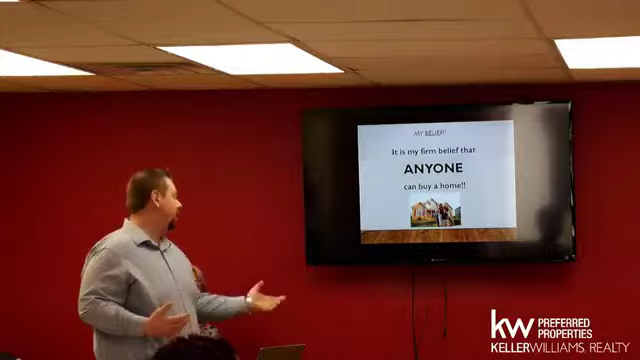 MY BELIEF!
It is my firm belief that
ANYONE
can buy a home!!
kw PREFERRED
PROPERTIES
KELLERWILLIAMS. REALTY